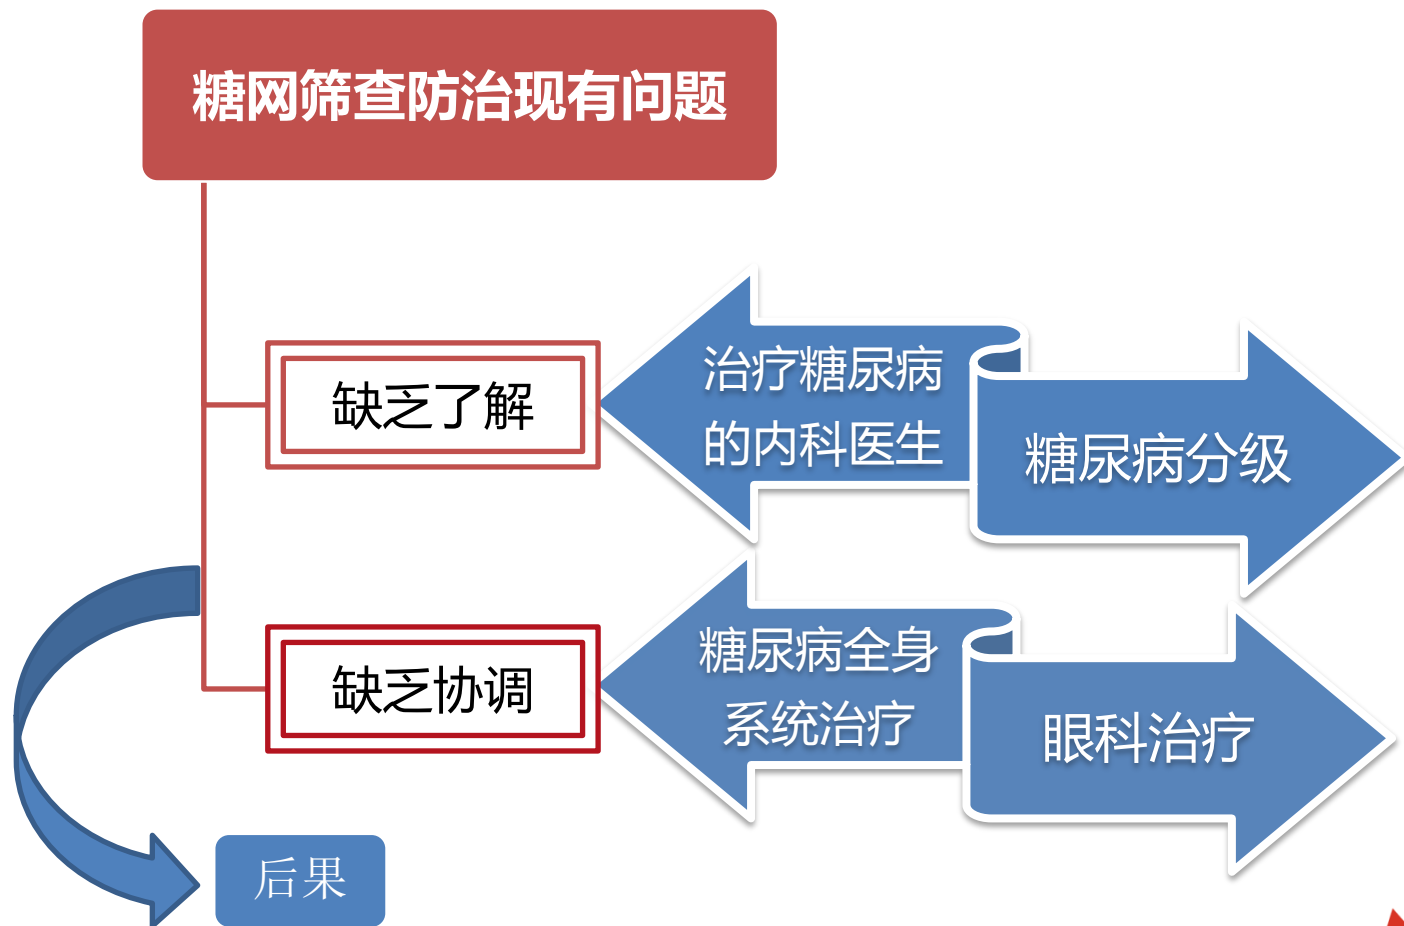 糖网筛查防治现有问题
缺乏了解
治疗糖尿病
的内科医生
糖尿病分级
缺乏协调
糖尿病全身
系统治疗
眼科治疗
后果